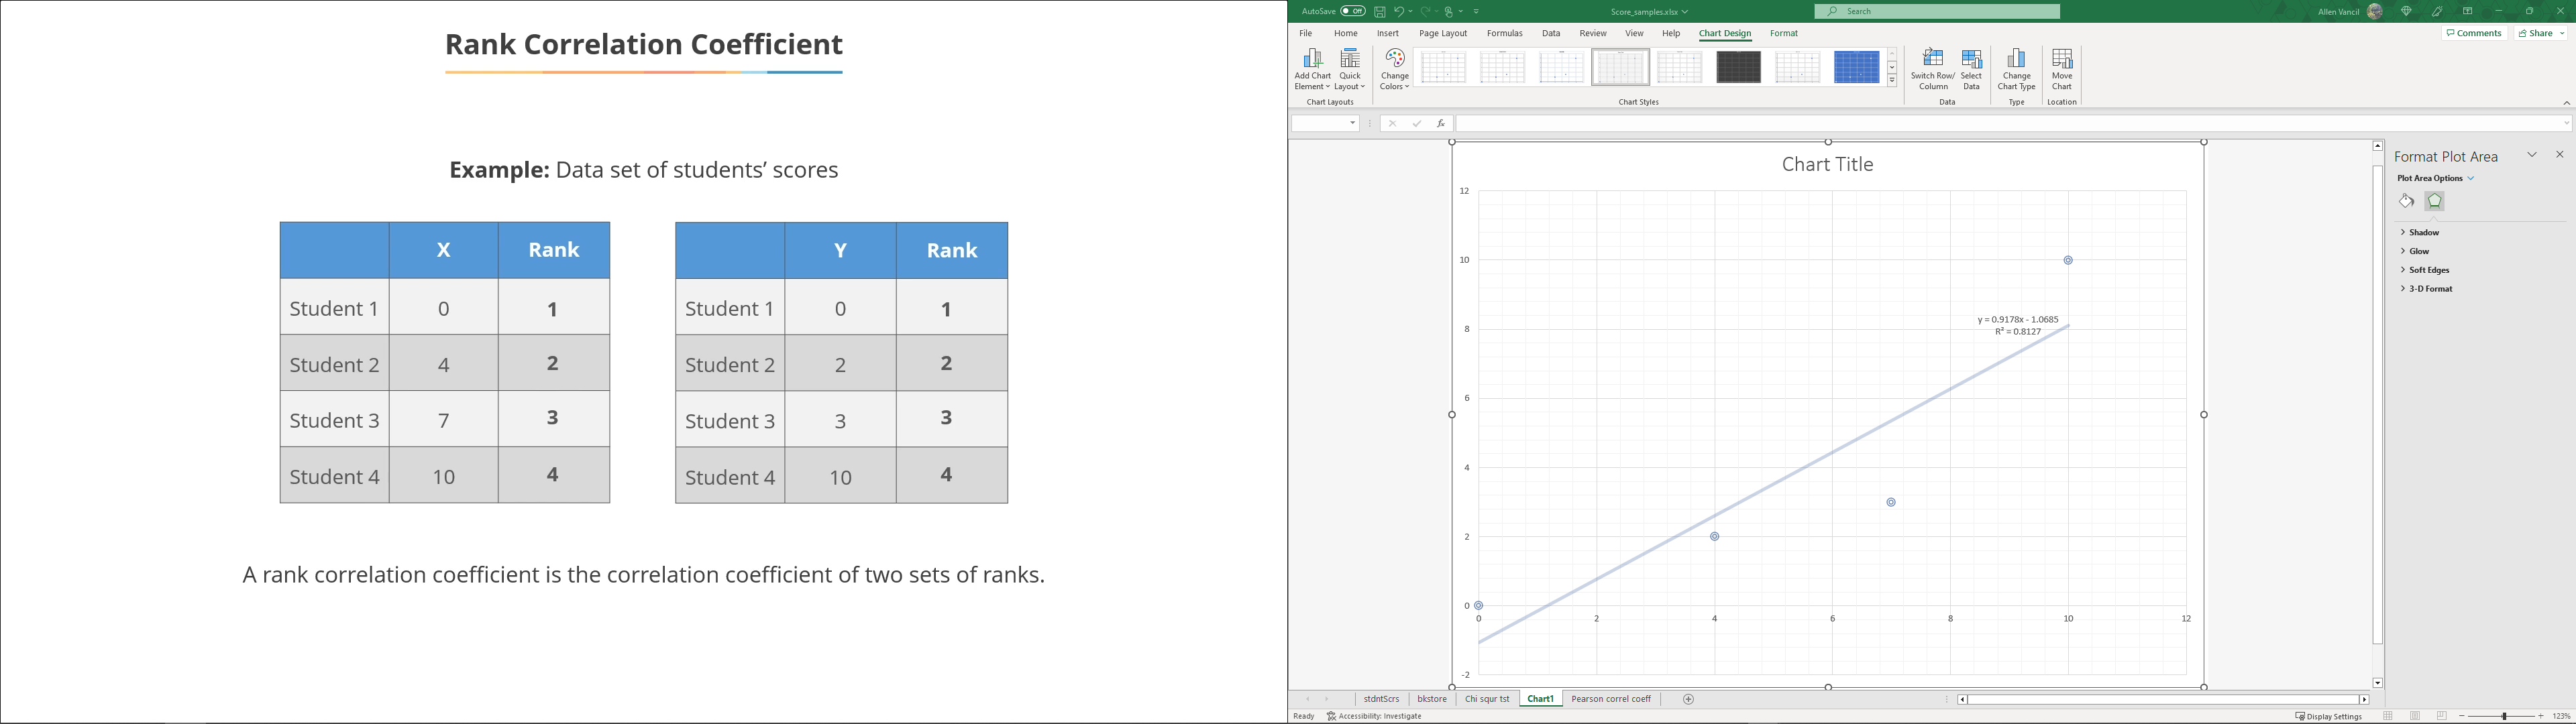 Rank Correlation Coefficient
Example: Data set of students’ scores
X Rank
Student 1 0 1
Student 2 4 2
Student 3 7 3
Student 4 10 4
Y Rank
Student 1 0 1
Student 2 2 2
Student 3 3 3
Student 4 10 4
A rank correlation coefficient is the correlation coefficient of two sets of ranks.
AutoSave Off Score_samples.xlsx Search Allen Vancil
File Home Insert Page Layout Formulas Data Review View Help Chart Design Format Comments Share
Add Chart Element Quick Layout Change Colors Switch Row/ Column Select Data Change Chart Type Move Chart
Chart Layouts Chart Styles Data Type Location
fx
Chart Title
12
10
8
6
4
2
0
-2
0 2 4 6 8 10 12
y = 0.9178x - 1.0685
R² = 0.8127
Format Plot Area
Plot Area Options
Shadow
Glow
Soft Edges
3-D Format
stdntScrs bkstore Chi squr tst Chart1 Pearson correl coeff
Ready Accessibility: Investigate Display Settings 123%